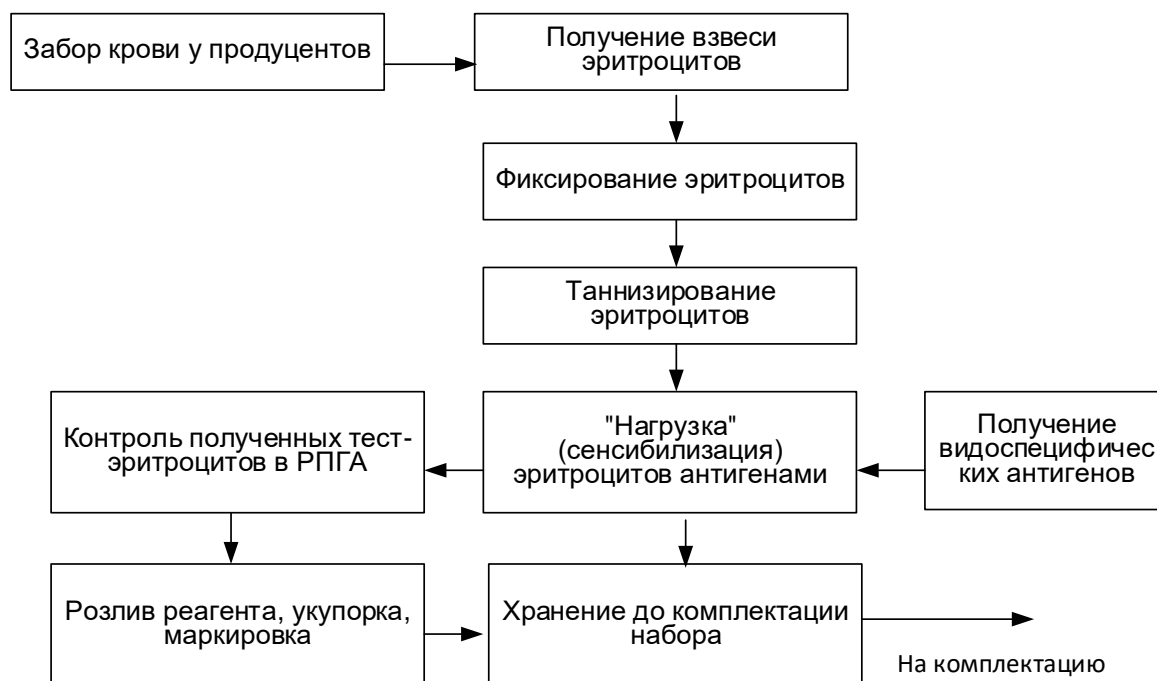 Забор крови у продуцентов
Получение взвеси
эритроцитов
Фиксирование эритроцитов
Таннизирование
эритроцитов
Контроль полученных тест-
эритроцитов в РПГА
"Нагрузка"
(сенсибилизация)
эритроцитов антигенами
Получение
видоспецифичес
ких антигенов
Розлив реагента, укупорка,
маркировка
Хранение до комплектации
набора
На комплектацию